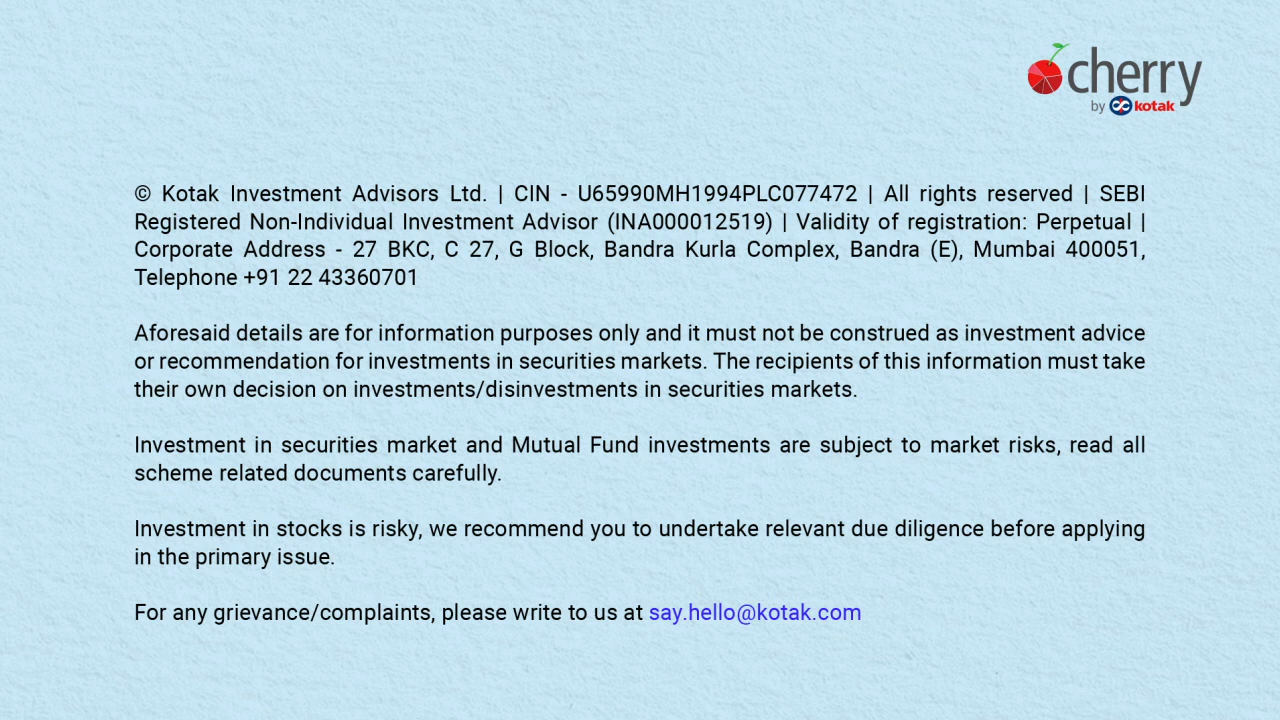 cherry
by kotak
© Kotak Investment Advisors Ltd. | CIN - U65990MH1994PLC077472 | All rights reserved | SEBI
Registered Non-Individual Investment Advisor (INA000012519) | Validity of registration: Perpetual |
Corporate Address - 27 BKC, C 27, G Block, Bandra Kurla Complex, Bandra (E), Mumbai 400051,
Telephone +91 22 43360701
Aforesaid details are for information purposes only and it must not be construed as investment advice
or recommendation for investments in securities markets. The recipients of this information must take
their own decision on investments/disinvestments in securities markets.
Investment in securities market and Mutual Fund investments are subject to market risks, read all
scheme related documents carefully.
Investment in stocks is risky, we recommend you to undertake relevant due diligence before applying
in the primary issue.
For any grievance/complaints, please write to us at say.hello@kotak.com